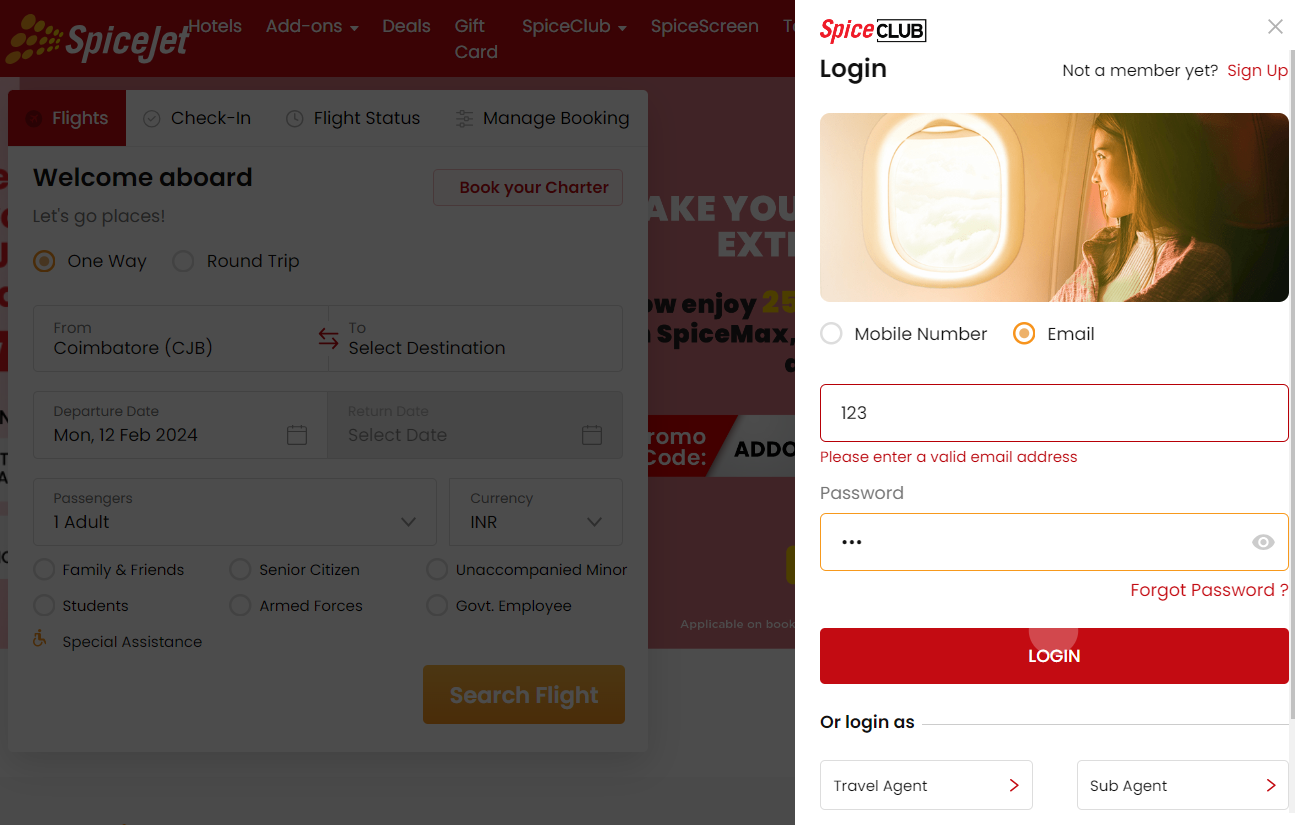 SpiceJet
Hotels
Add-ons
Deals
Gift Card
SpiceClub
SpiceScreen
Flights
Check-In
Flight Status
Manage Booking
Welcome aboard
Book your Charter
Let's go places!
One Way
Round Trip
From
Coimbatore (CJB)
To
Select Destination
Departure Date
Mon, 12 Feb 2024
Return Date
Select Date
Passengers
1 Adult
Currency
INR
Family & Friends
Senior Citizen
Unaccompanied Minor
Students
Armed Forces
Govt. Employee
Special Assistance
Search Flight
AKE YOU
EXT
ow enjoy 25
SpiceMax,
romo
Code:
ADDO
Applicable on book
SpiceCLUB
Login
Not a member yet? Sign Up
Mobile Number
Email
123
Please enter a valid email address
Password
•••
Forgot Password ?
LOGIN
Or login as
Travel Agent
Sub Agent